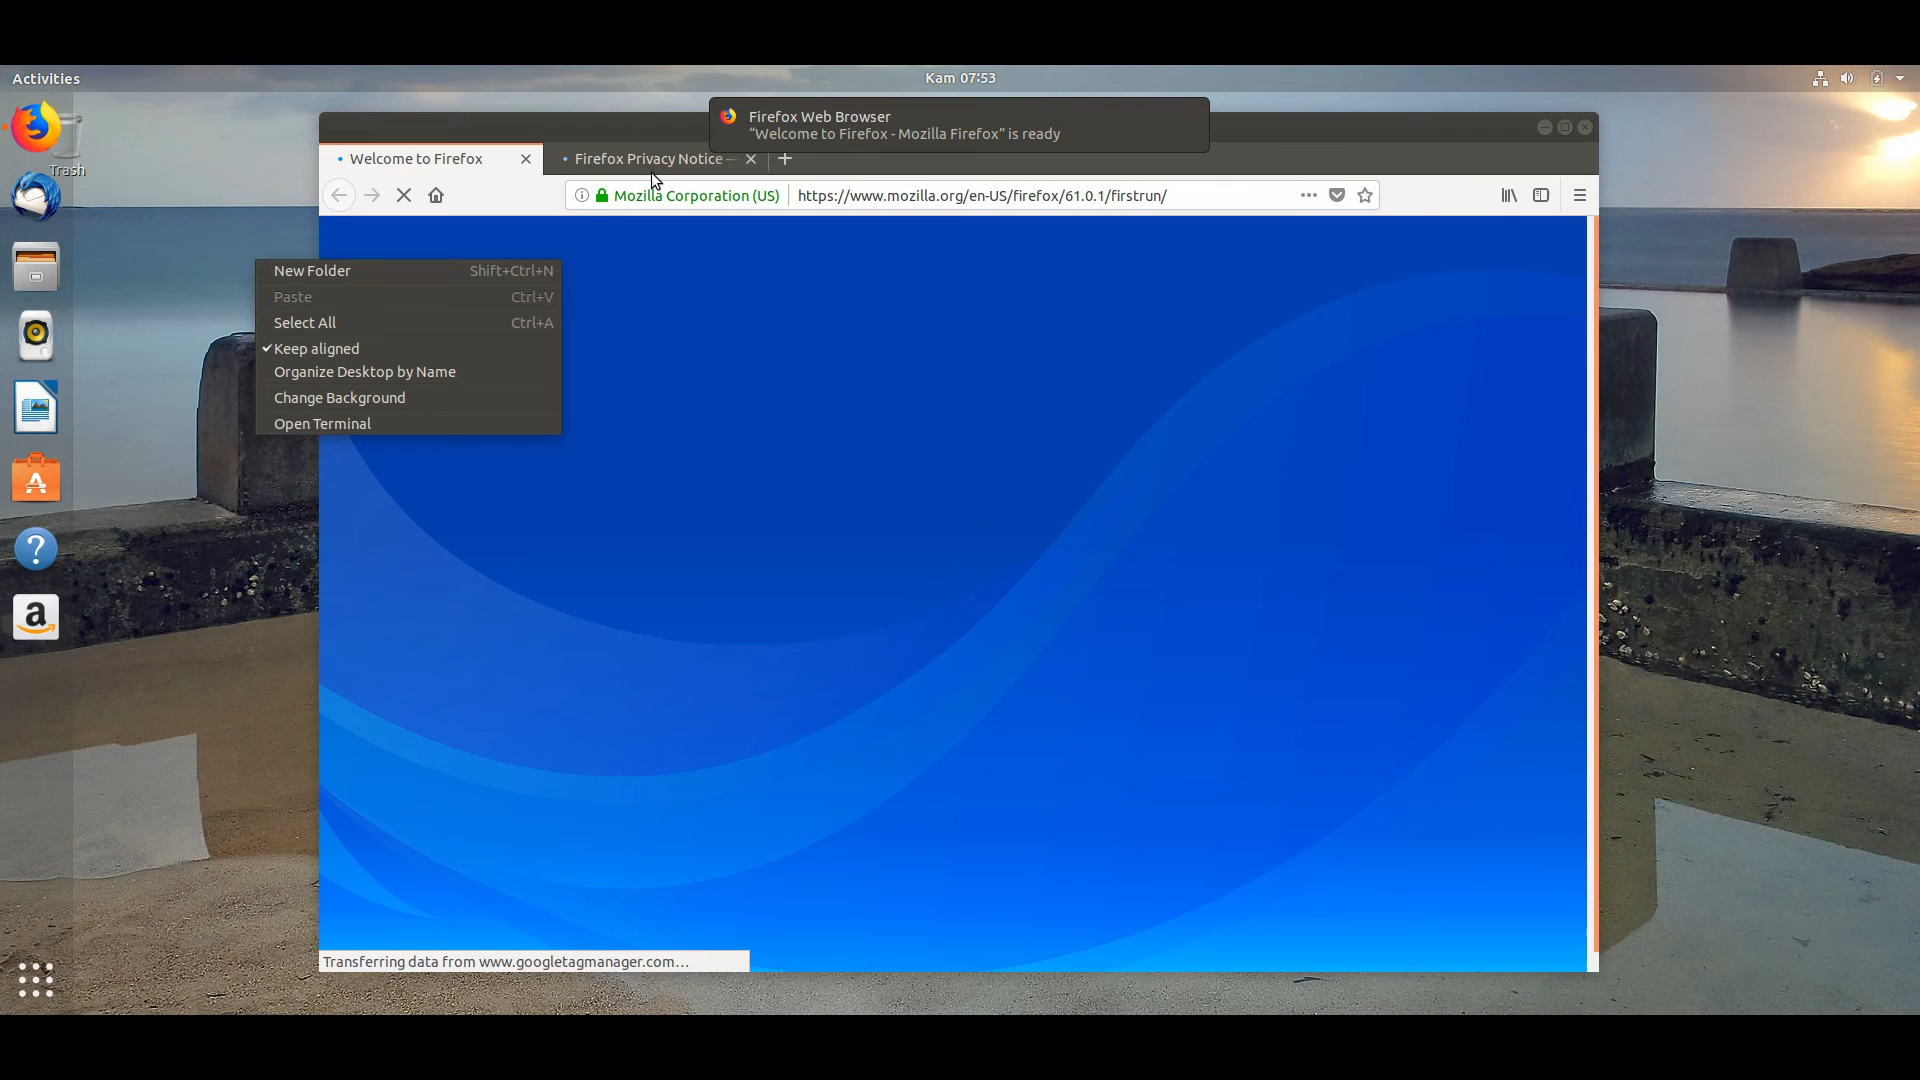 Activities
Kam 07:53
Trash
Firefox Web Browser
“Welcome to Firefox - Mozilla Firefox” is ready
Welcome to Firefox
Firefox Privacy Notice —
Mozilla Corporation (US)
https://www.mozilla.org/en-US/firefox/61.0.1/firstrun/
New Folder Shift+Ctrl+N
Paste Ctrl+V
Select All Ctrl+A
Keep aligned
Organize Desktop by Name
Change Background
Open Terminal
Transferring data from www.googletagmanager.com…